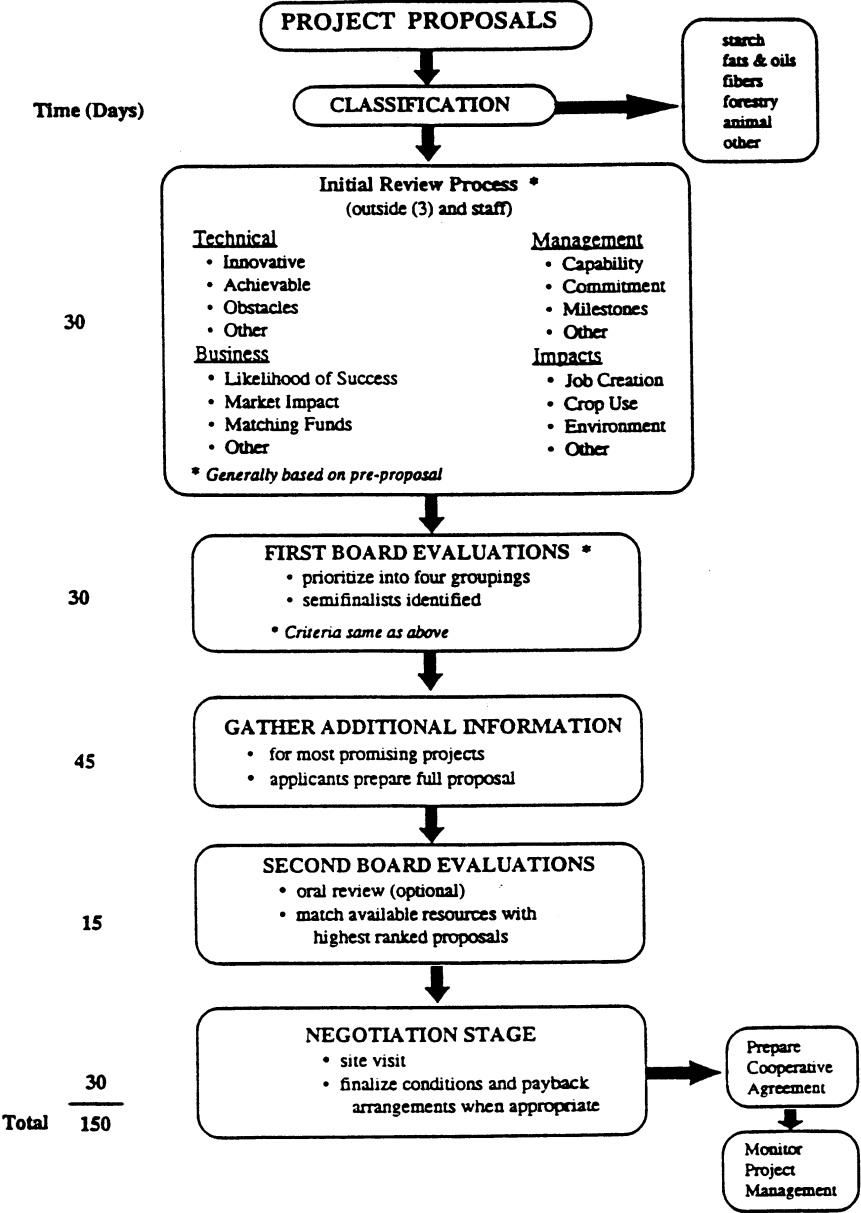 PROJECT PROPOSALS
starch
fats & oils
fibers
forestry
animal
other
Time (Days)
CLASSIFICATION
Initial Review Process *
(outside (3) and staff)
Technical
• Innovative
• Achievable
• Obstacles
• Other
Management
• Capability
• Commitment
• Milestones
• Other
30
Business
• Likelihood of Success
• Market Impact
• Matching Funds
• Other
Impacts
• Job Creation
• Crop Use
• Environment
• Other
* Generally based on pre-proposal
FIRST BOARD EVALUATIONS *
• prioritize into four groupings
• semifinalists identified
* Criteria same as above
30
GATHER ADDITIONAL INFORMATION
• for most promising projects
• applicants prepare full proposal
45
SECOND BOARD EVALUATIONS
• oral review (optional)
• match available resources with
highest ranked proposals
15
NEGOTIATION STAGE
• site visit
• finalize conditions and payback
arrangements when appropriate
30
Total 150
Prepare
Cooperative
Agreement
Monitor
Project
Management